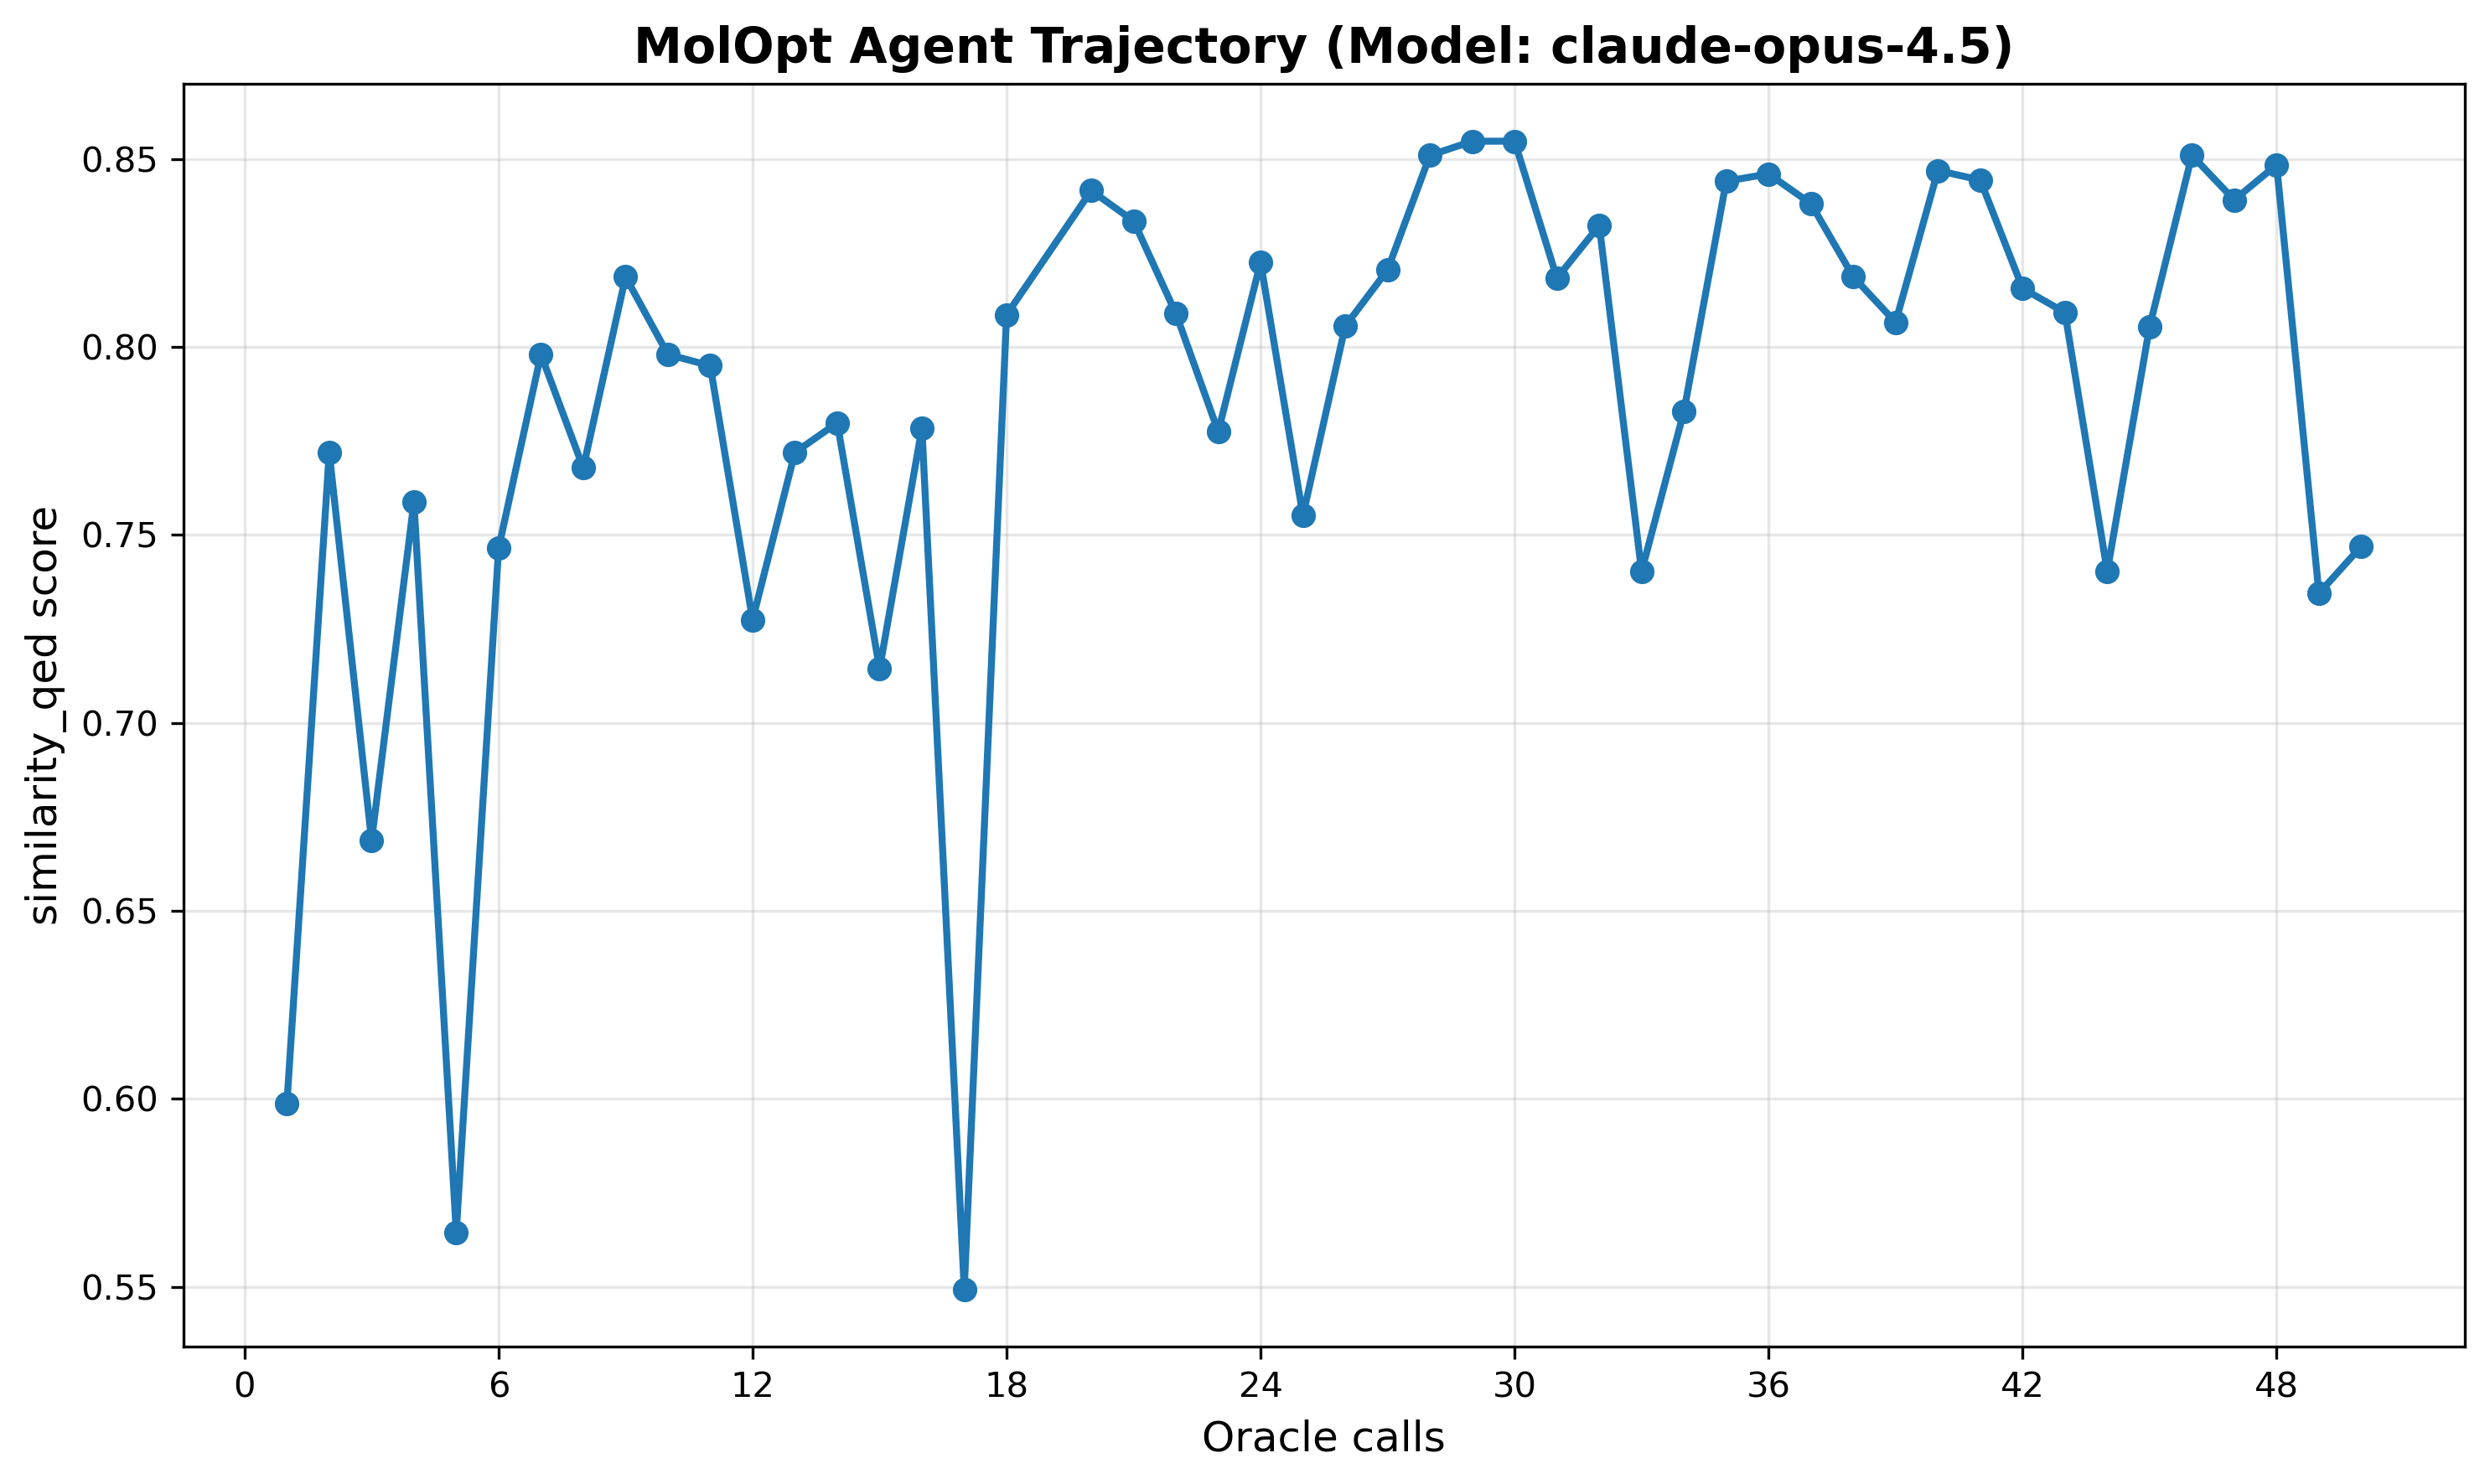 MolOpt Agent Trajectory (Model: claude-opus-4.5)
similarity_qed score
0.85
0.80
0.75
0.70
0.65
0.60
0.55
0 6 12 18 24 30 36 42 48
Oracle calls